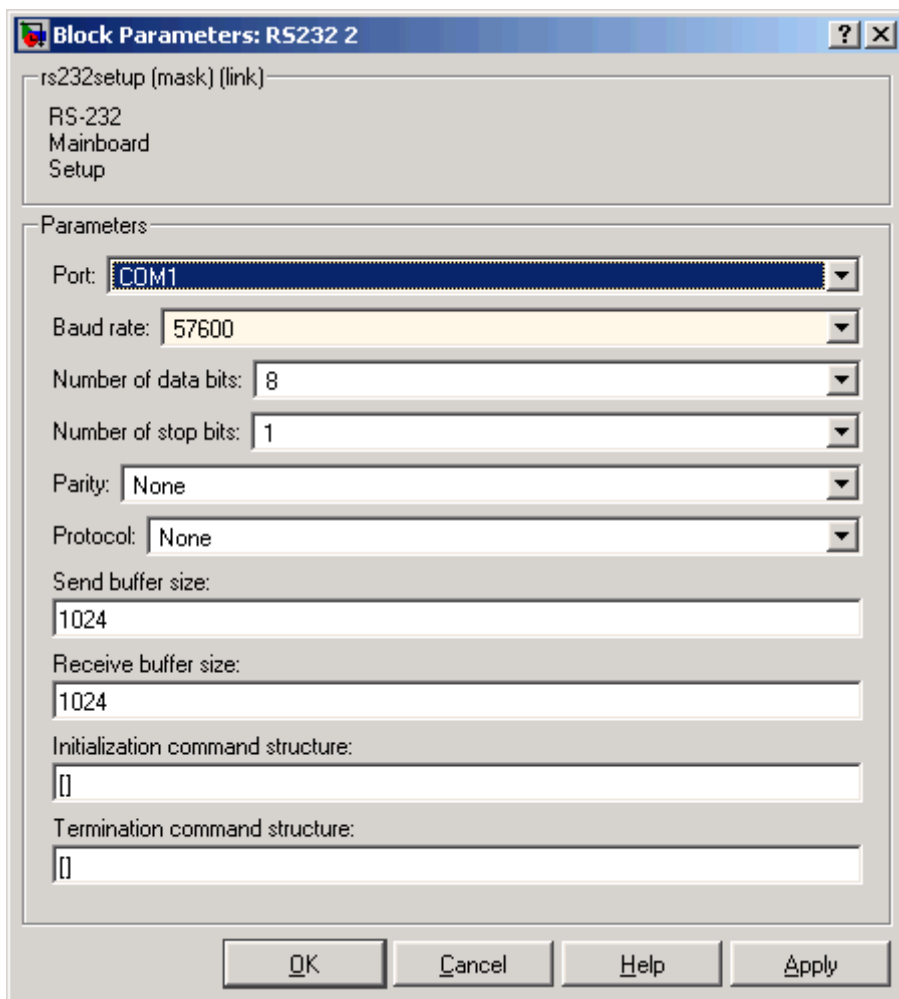 Block Parameters: RS232 2
rs232setup (mask) (link)
RS-232
Mainboard
Setup
Parameters
Port: COM1
Baud rate: 57600
Number of data bits: 8
Number of stop bits: 1
Parity: None
Protocol: None
Send buffer size:
1024
Receive buffer size:
1024
Initialization command structure:
[]
Termination command structure:
[]
OK Cancel Help Apply